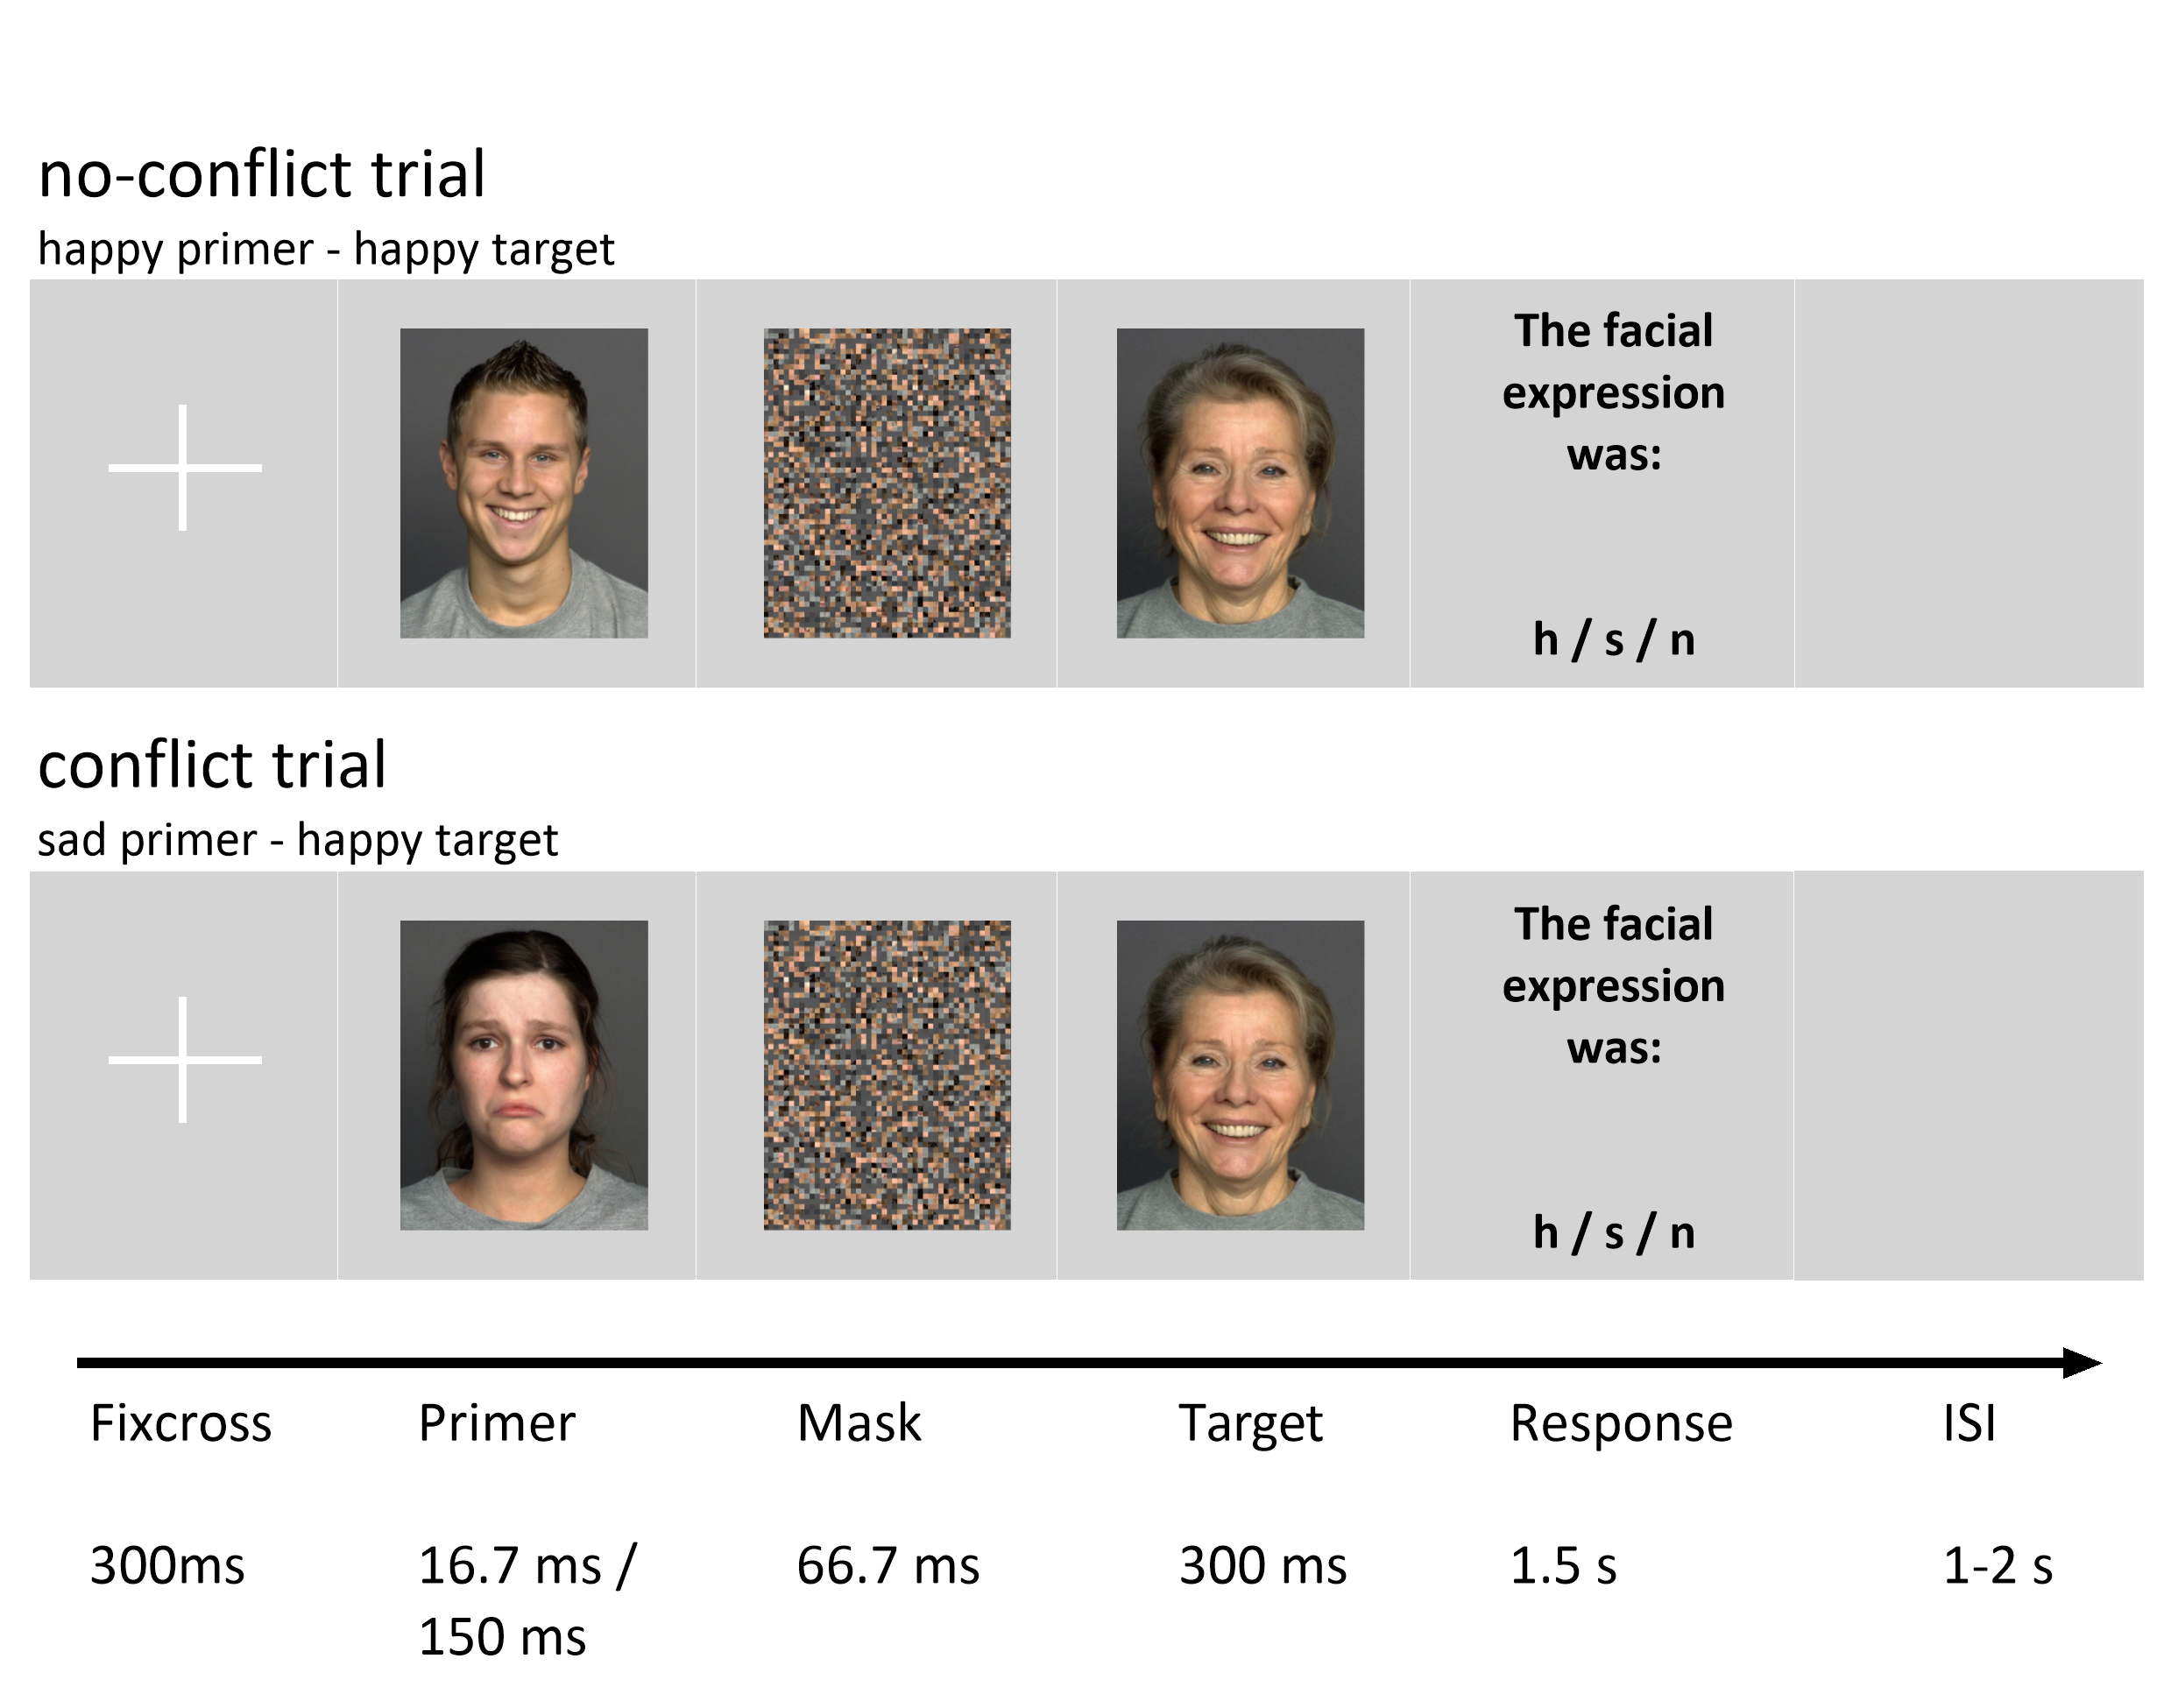 no-conflict trial
happy primer - happy target
The facial
expression
was:
h / s / n
conflict trial
sad primer - happy target
The facial
expression
was:
h / s / n
Fixcross Primer Mask Target Response ISI
300ms 16.7 ms / 66.7 ms 300 ms 1.5 s 1-2 s
150 ms